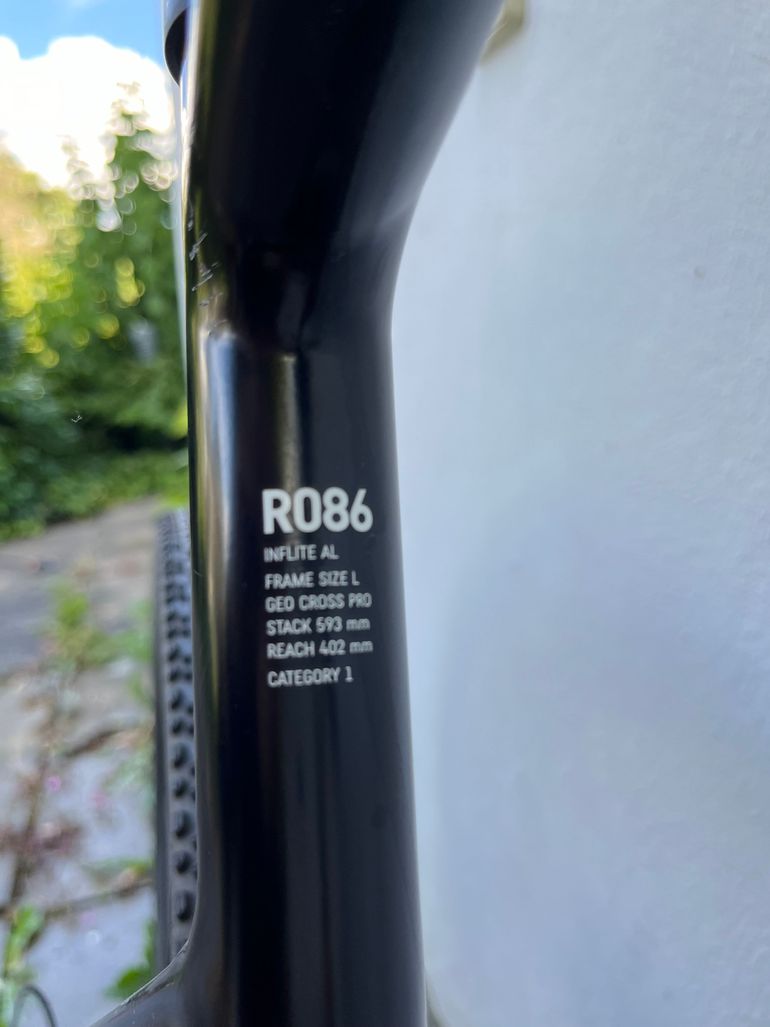 R086
INFLITE AL
FRAME SIZE L
GEO CROSS PRO
STACK 593 mm
REACH 402 mm
CATEGORY 1